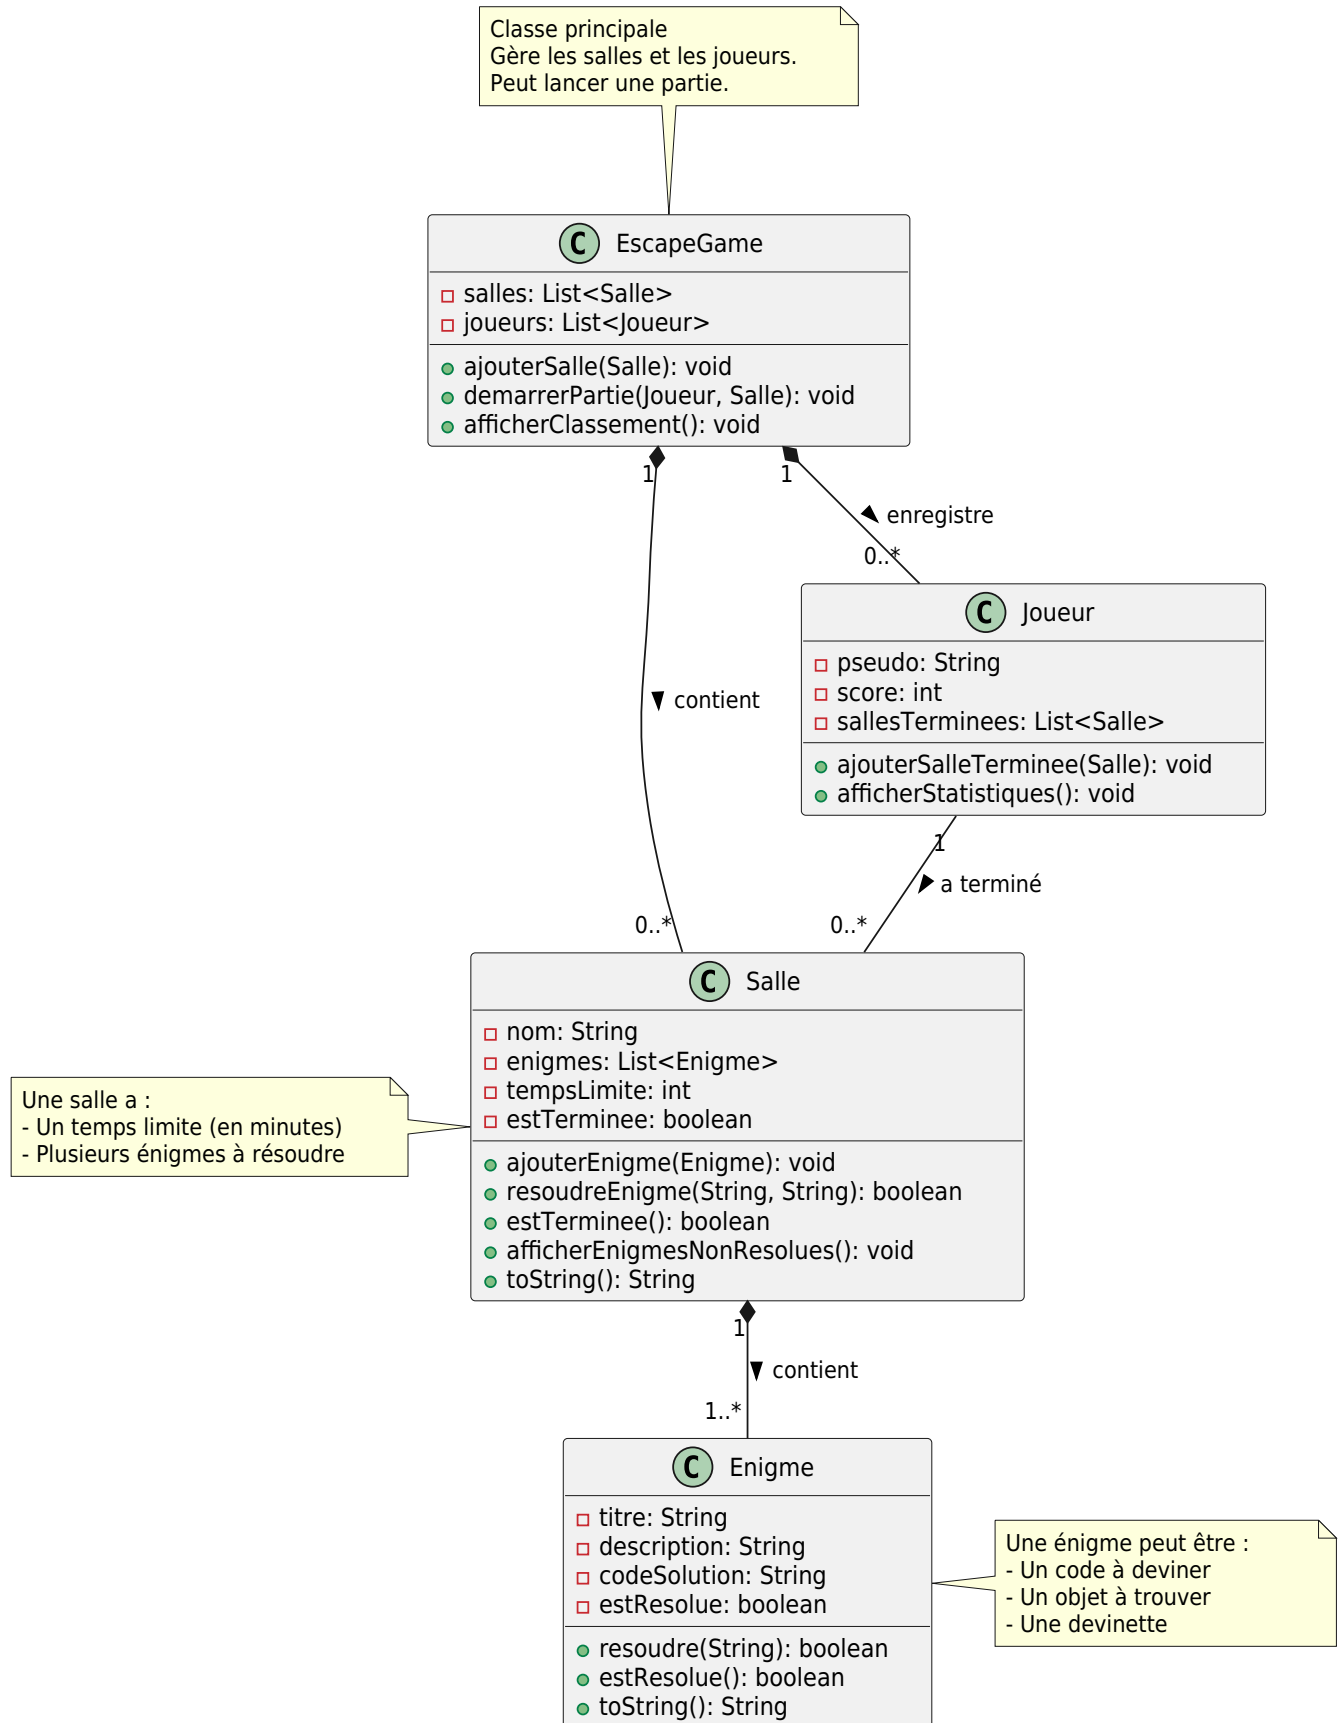 Classe principale
Gère les salles et les joueurs.
Peut lancer une partie.
C EscapeGame
salles: List<Salle>
joueurs: List<Joueur>
ajouterSalle(Salle): void
demarrerPartie(Joueur, Salle): void
afficherClassement(): void
1
1
enregistre
0..*
C Joueur
pseudo: String
score: int
sallesTerminees: List<Salle>
ajouterSalleTerminee(Salle): void
afficherStatistiques(): void
contient
1
a terminé
0..*
0..*
C Salle
nom: String
enigmes: List<Enigme>
tempsLimite: int
estTerminee: boolean
ajouterEnigme(Enigme): void
resoudreEnigme(String, String): boolean
estTerminee(): boolean
afficherEnigmesNonResolues(): void
toString(): String
Une salle a :
- Un temps limite (en minutes)
- Plusieurs énigmes à résoudre
1
contient
1..*
C Enigme
titre: String
description: String
codeSolution: String
estResolue: boolean
resoudre(String): boolean
estResolue(): boolean
toString(): String
Une énigme peut être :
- Un code à deviner
- Un objet à trouver
- Une devinette